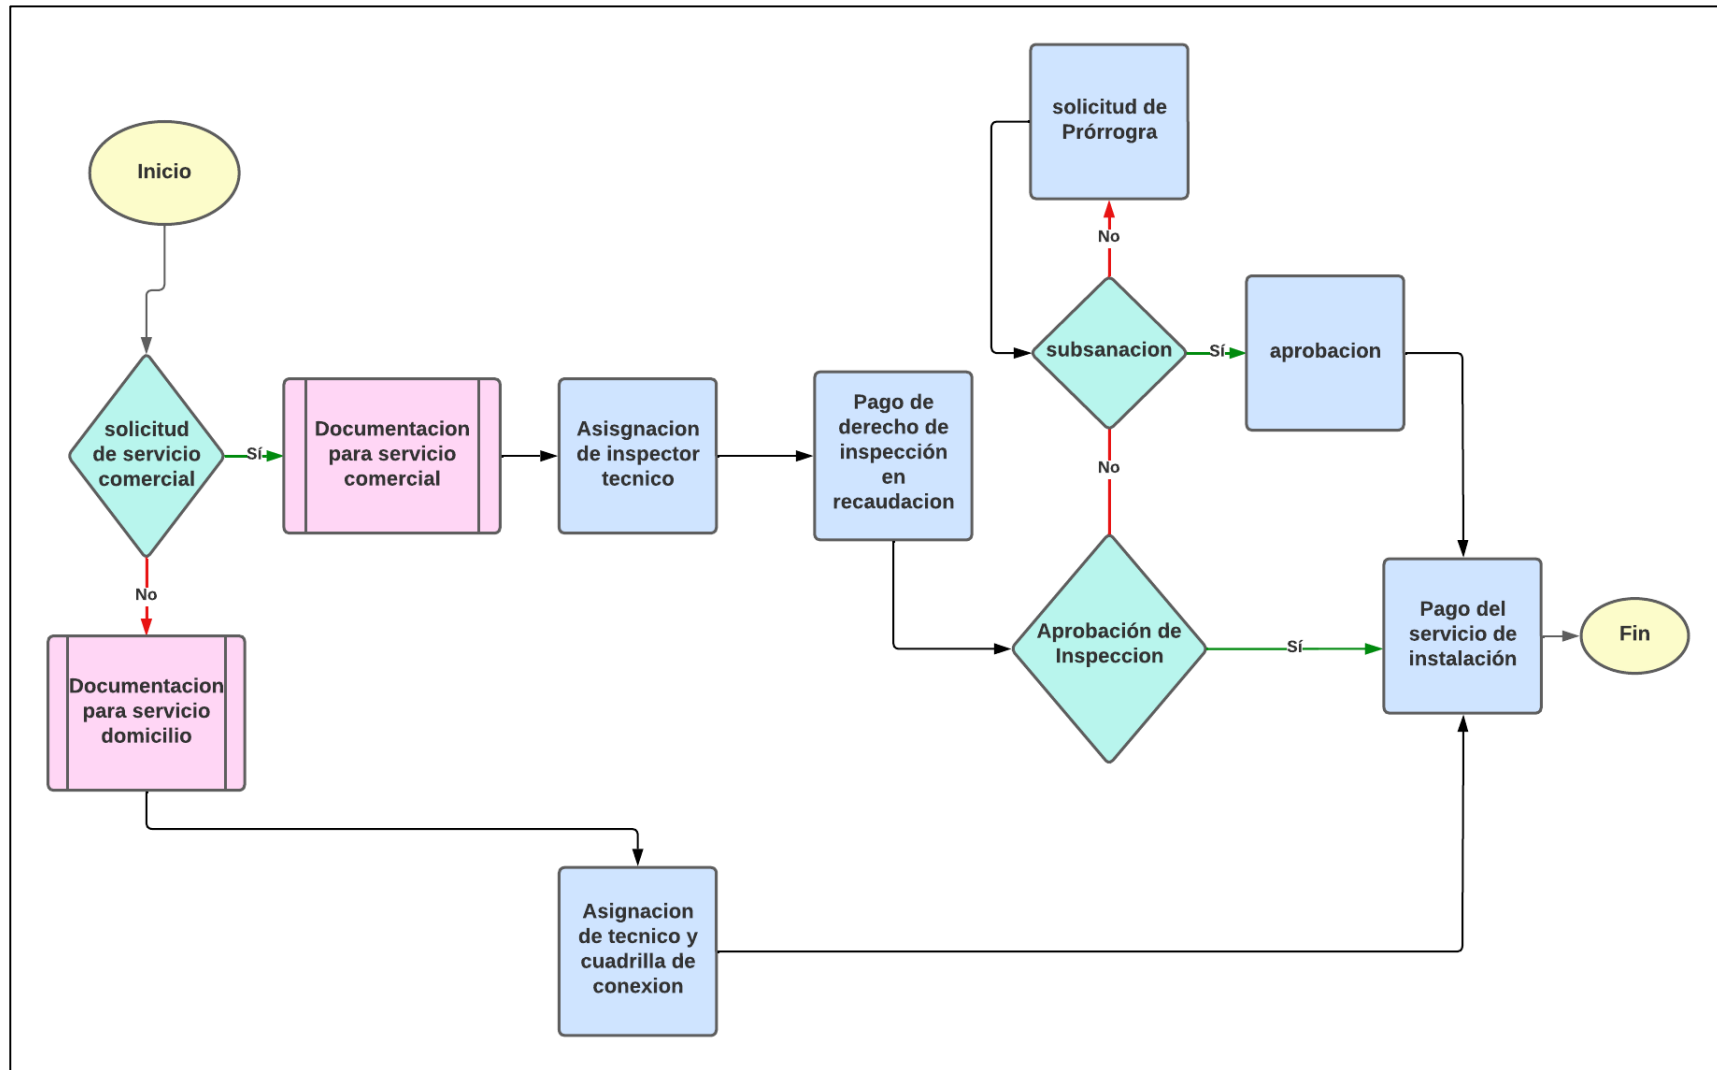 Inicio
solicitud
de servicio
comercial
Sí
No
Documentacion
para servicio
comercial
Asisgnacion
de inspector
tecnico
Pago de
derecho de
inspección
en
recaudacion
solicitud de
Prórrogra
No
subsanacion
Sí
aprobacion
No
Aprobación de
Inspeccion
Sí
Pago del
servicio de
instalación
Fin
Documentacion
para servicio
domicilio
Asignacion
de tecnico y
cuadrilla de
conexion